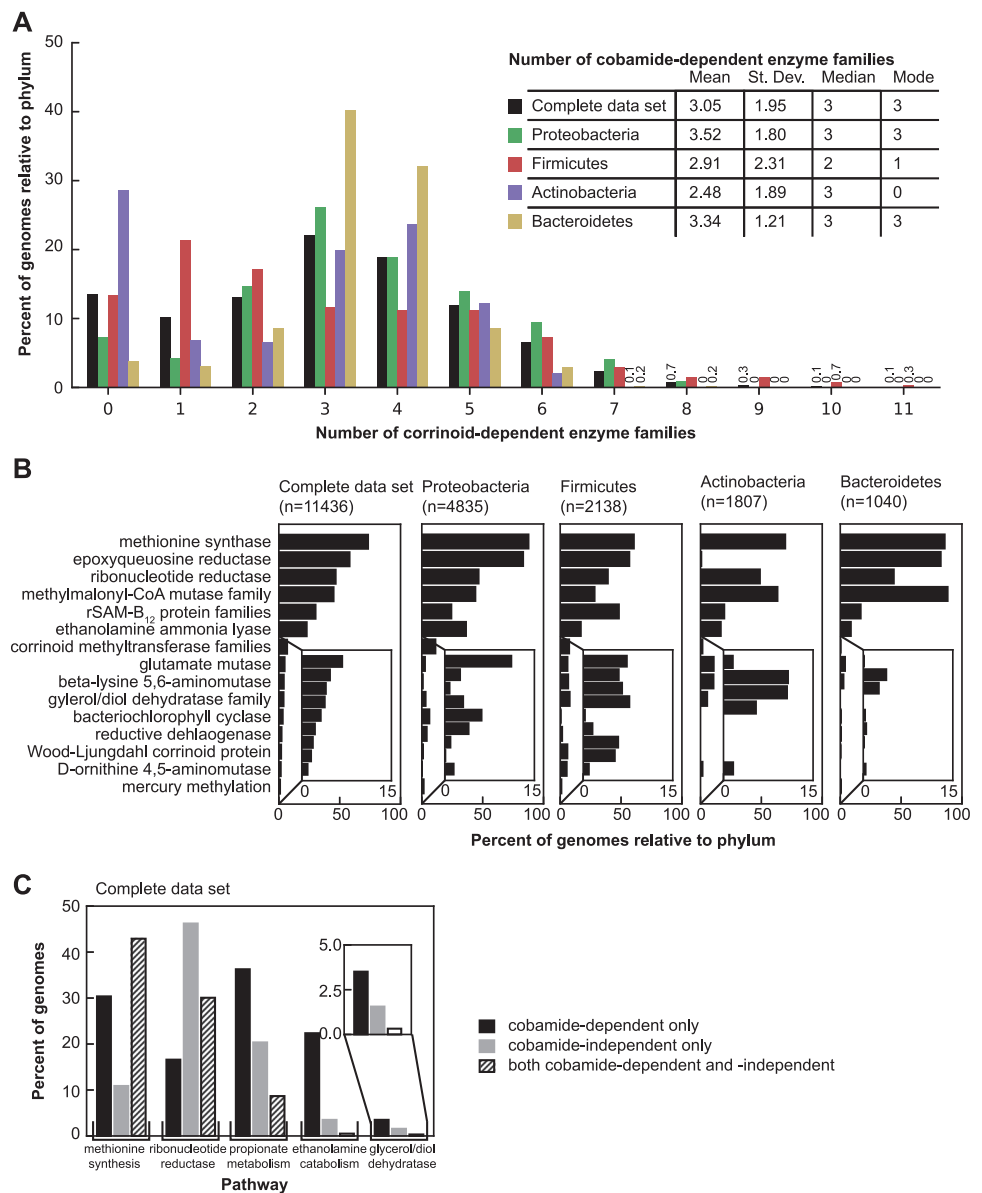 A
Percent of genomes relative to phylum
50
40
30
20
10
0
Number of cobamide-dependent enzyme families
Mean St. Dev. Median Mode
Complete data set 3.05 1.95 3 3
Proteobacteria 3.52 1.80 3 3
Firmicutes 2.91 2.31 2 1
Actinobacteria 2.48 1.89 3 0
Bacteroidetes 3.34 1.21 3 3
0.1 0.2 0.7 0 0 0.2 0.3 0 0 0 0.1 0 0.7 0 0 0.1 0 0.3 0 0
0 1 2 3 4 5 6 7 8 9 10 11
Number of corrinoid-dependent enzyme families
B
Complete data set Proteobacteria Firmicutes Actinobacteria Bacteroidetes
(n=11436) (n=4835) (n=2138) (n=1807) (n=1040)
methionine synthase
epoxyqueuosine reductase
ribonucleotide reductase
methylmalonyl-CoA mutase family
rSAM-B12 protein families
ethanolamine ammonia lyase
corrinoid methyltransferase families
glutamate mutase
beta-lysine 5,6-aminomutase
gylerol/diol dehydratase family
bacteriochlorophyll cyclase
reductive dehlaogenase
Wood-Ljungdahl corrinoid protein
D-ornithine 4,5-aminomutase
mercury methylation
0 15 0 15 0 15 0 15 0 15
0 50 100 0 50 100 0 50 100 0 50 100 0 50 100
Percent of genomes relative to phylum
C
Complete data set
Percent of genomes
50
40
30
20
10
0
5.0
2.5
0.0
cobamide-dependent only
cobamide-independent only
both cobamide-dependent and -independent
methionine ribonucleotide propionate ethanolamine glycerol/diol
synthesis reductase metabolism catabolism dehydratase
Pathway